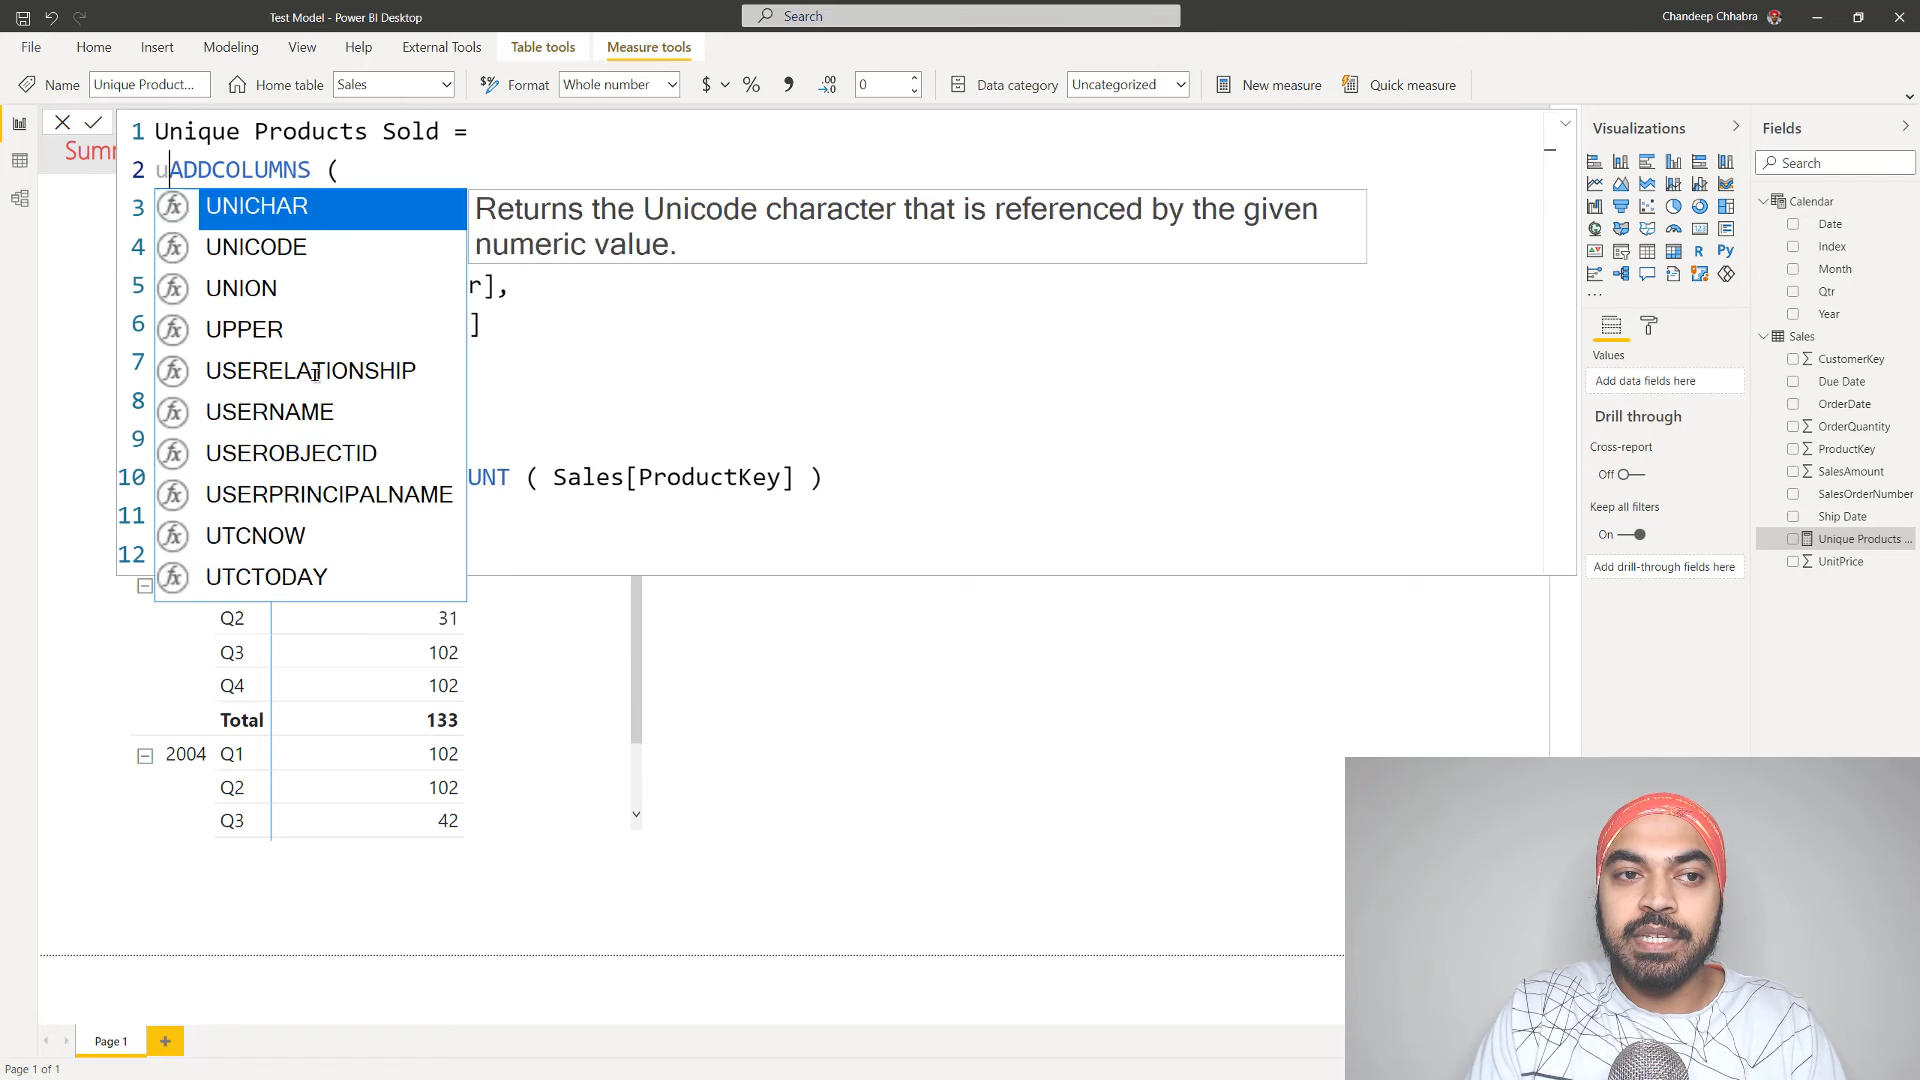 Test Model - Power BI Desktop
Search
Chandeep Chhabra
File Home Insert Modeling View Help External Tools Table tools Measure tools
Name Unique Product... Home table Sales Format Whole number $ % 0 Data category Uncategorized New measure Quick measure
Summ
1 Unique Products Sold =
2 uADDCOLUMNS (
3 UNICHAR
Returns the Unicode character that is referenced by the given
numeric value.
4 UNICODE
5 UNION r],
6 UPPER ]
7 USERELATIONSHIP
8 USERNAME
9 USEROBJECTID
10 USERPRINCIPALNAME UNT ( Sales[ProductKey] )
11 UTCNOW
12 UTCTODAY
Q2 31
Q3 102
Q4 102
Total 133
2004 Q1 102
Q2 102
Q3 42
Visualizations
R Py
Values
Add data fields here
Drill through
Cross-report
Off
Keep all filters
On
Add drill-through fields here
Fields
Search
Calendar
Date
Index
Month
Qtr
Year
Sales
CustomerKey
Due Date
OrderDate
OrderQuantity
ProductKey
SalesAmount
SalesOrderNumber
Ship Date
Unique Products ...
UnitPrice
Page 1
Page 1 of 1